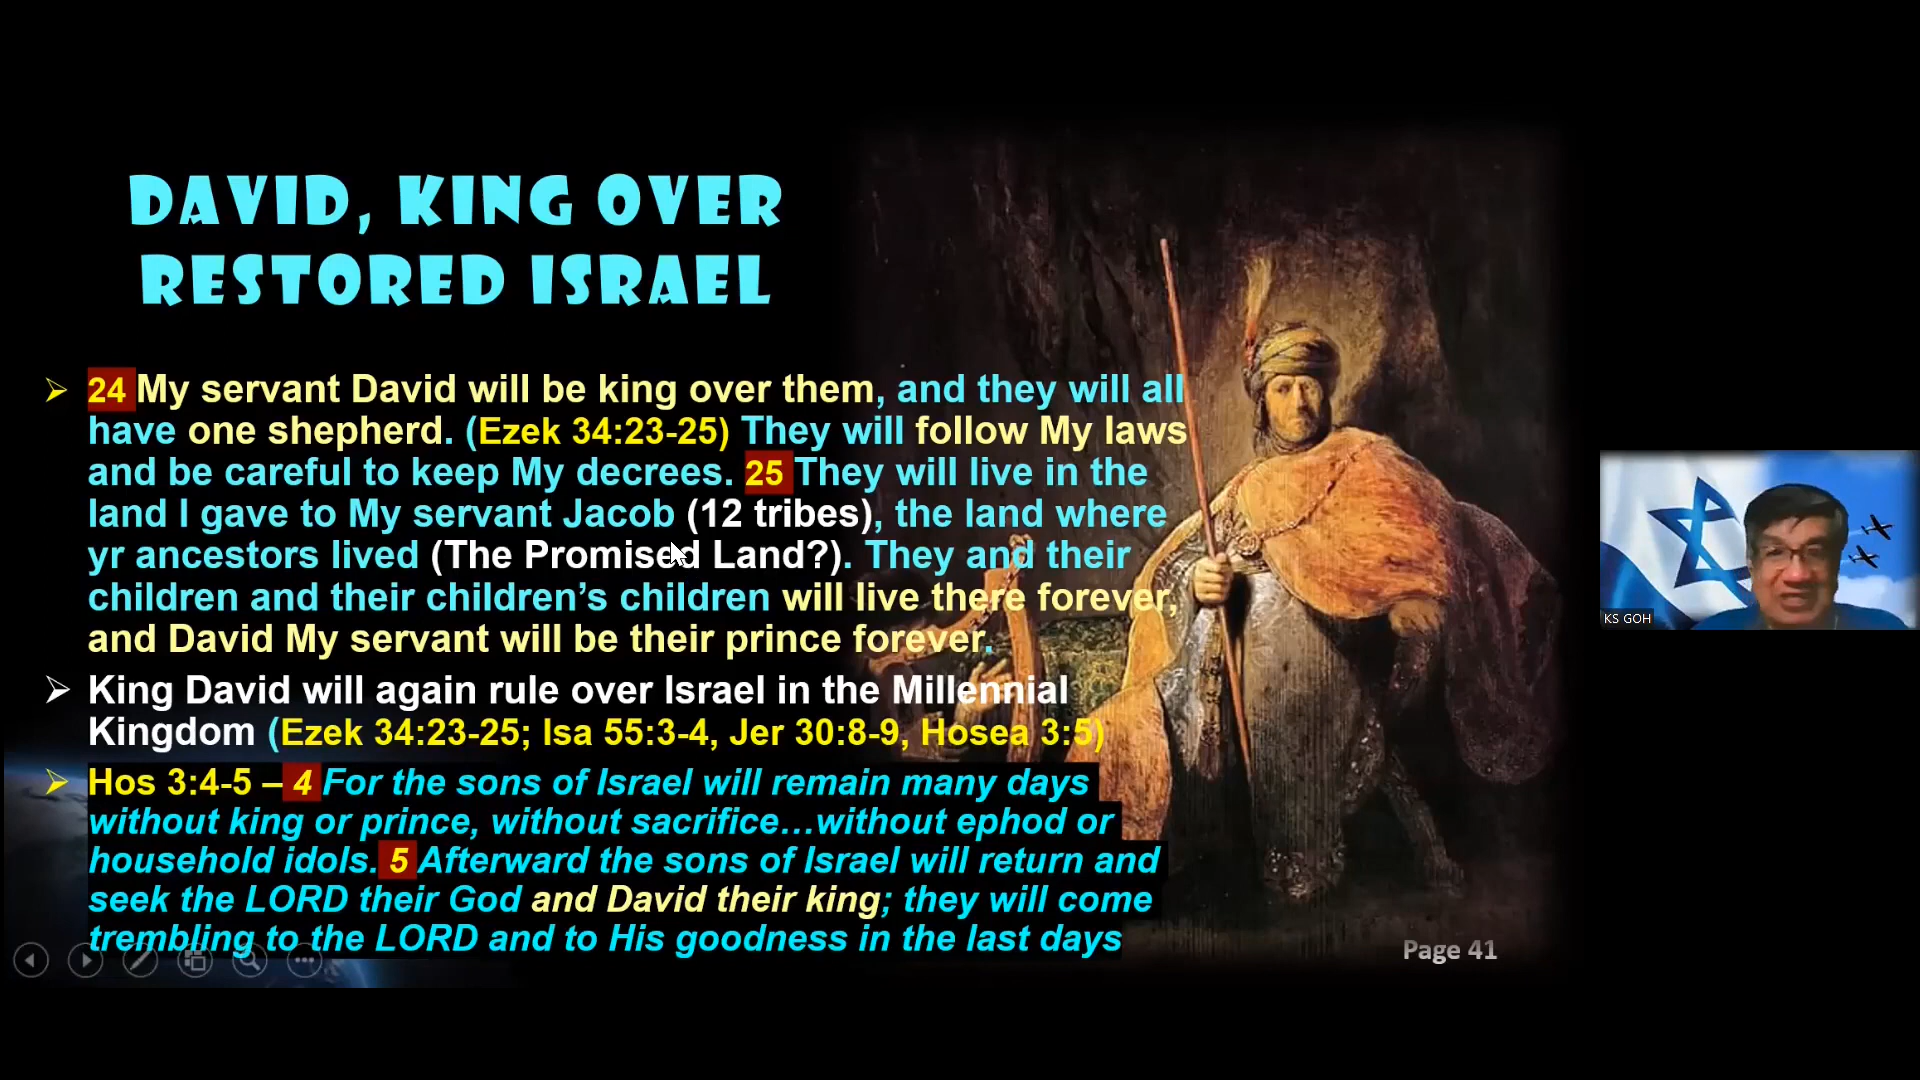 DAVID, KING OVER
RESTORED ISRAEL
24 My servant David will be king over them, and they will all
have one shepherd. (Ezek 34:23-25) They will follow My laws
and be careful to keep My decrees. 25 They will live in the
land I gave to My servant Jacob (12 tribes), the land where
yr ancestors lived (The Promised Land?). They and their
children and their children’s children will live there forever,
and David My servant will be their prince forever.
King David will again rule over Israel in the Millennial
Kingdom (Ezek 34:23-25; Isa 55:3-4, Jer 30:8-9, Hosea 3:5)
Hos 3:4-5 – 4 For the sons of Israel will remain many days
without king or prince, without sacrifice…without ephod or
household idols. 5 Afterward the sons of Israel will return and
seek the LORD their God and David their king; they will come
trembling to the LORD and to His goodness in the last days
Page 41
KS GOH